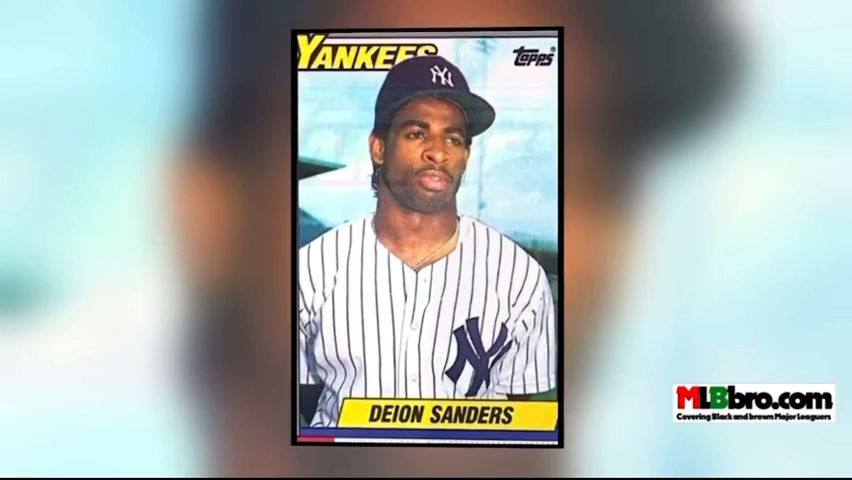 YANKEES
topps
NY
NY
DEION SANDERS
MLBbro.com
Covering Black and brown Major Leaguers